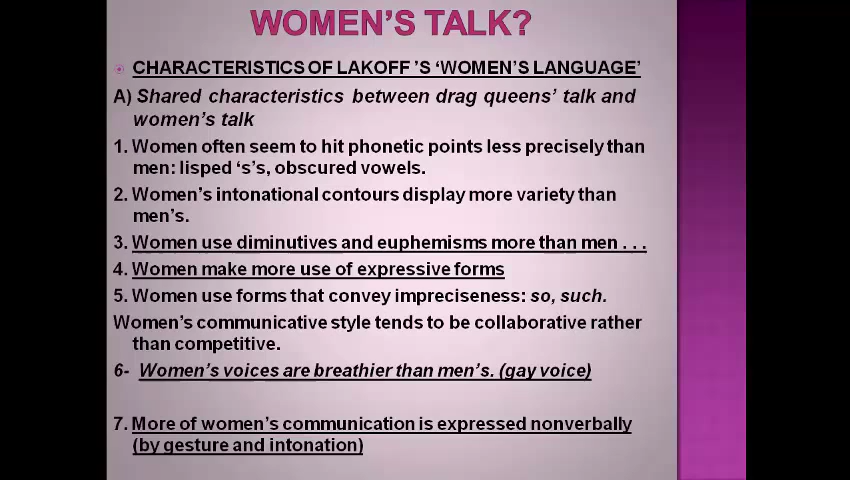 WOMEN'S TALK?
CHARACTERISTICS OF LAKOFF 'S 'WOMEN'S LANGUAGE'
A) Shared characteristics between drag queens' talk and
women's talk
1. Women often seem to hit phonetic points less precisely than
men: lisped 's's, obscured vowels.
2. Women's intonational contours display more variety than
men's.
3. Women use diminutives and euphemisms more than men . . .
4. Women make more use of expressive forms
5. Women use forms that convey impreciseness: so, such.
Women's communicative style tends to be collaborative rather
than competitive.
6- Women's voices are breathier than men's. (gay voice)
7. More of women's communication is expressed nonverbally
(by gesture and intonation)